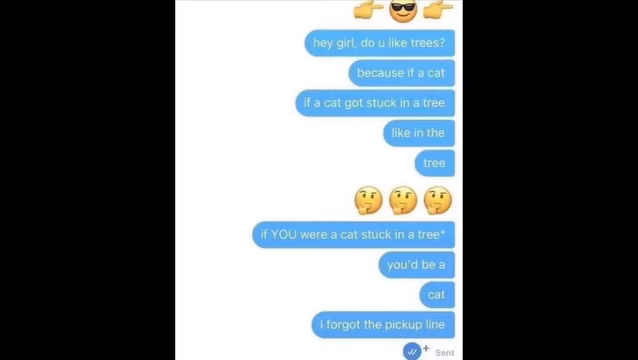 hey girl, do u like trees?
because if a cat
if a cat got stuck in a tree
like in the
tree
if YOU were a cat stuck in a tree*
you'd be a
cat
I forgot the pickup line
Sent